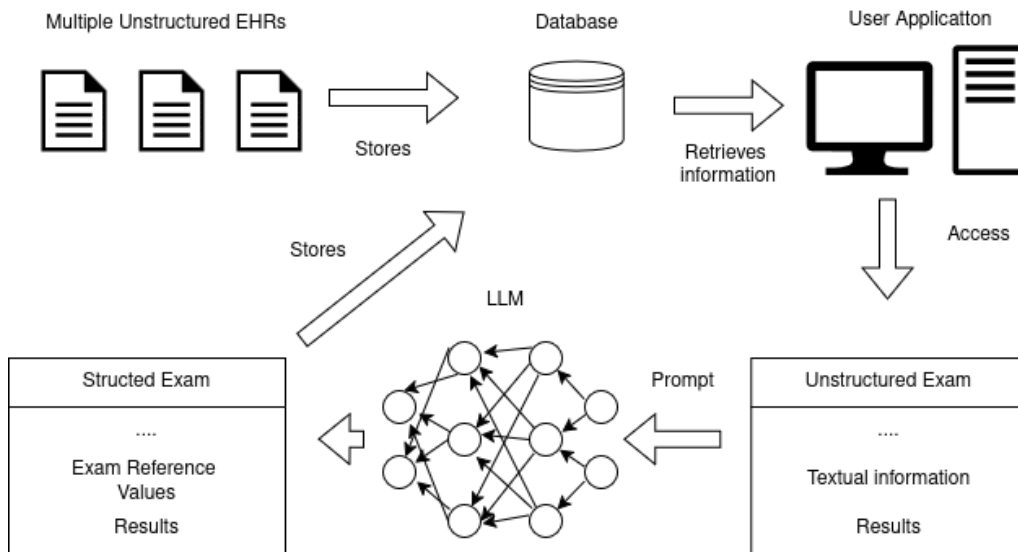 Multiple Unstructured EHRs
Database
User Applicatton
Stores
Retrieves
information
Stores
Access
LLM
Structed Exam
....
Exam Reference
Values
Results
Prompt
Unstructured Exam
....
Textual information
Results